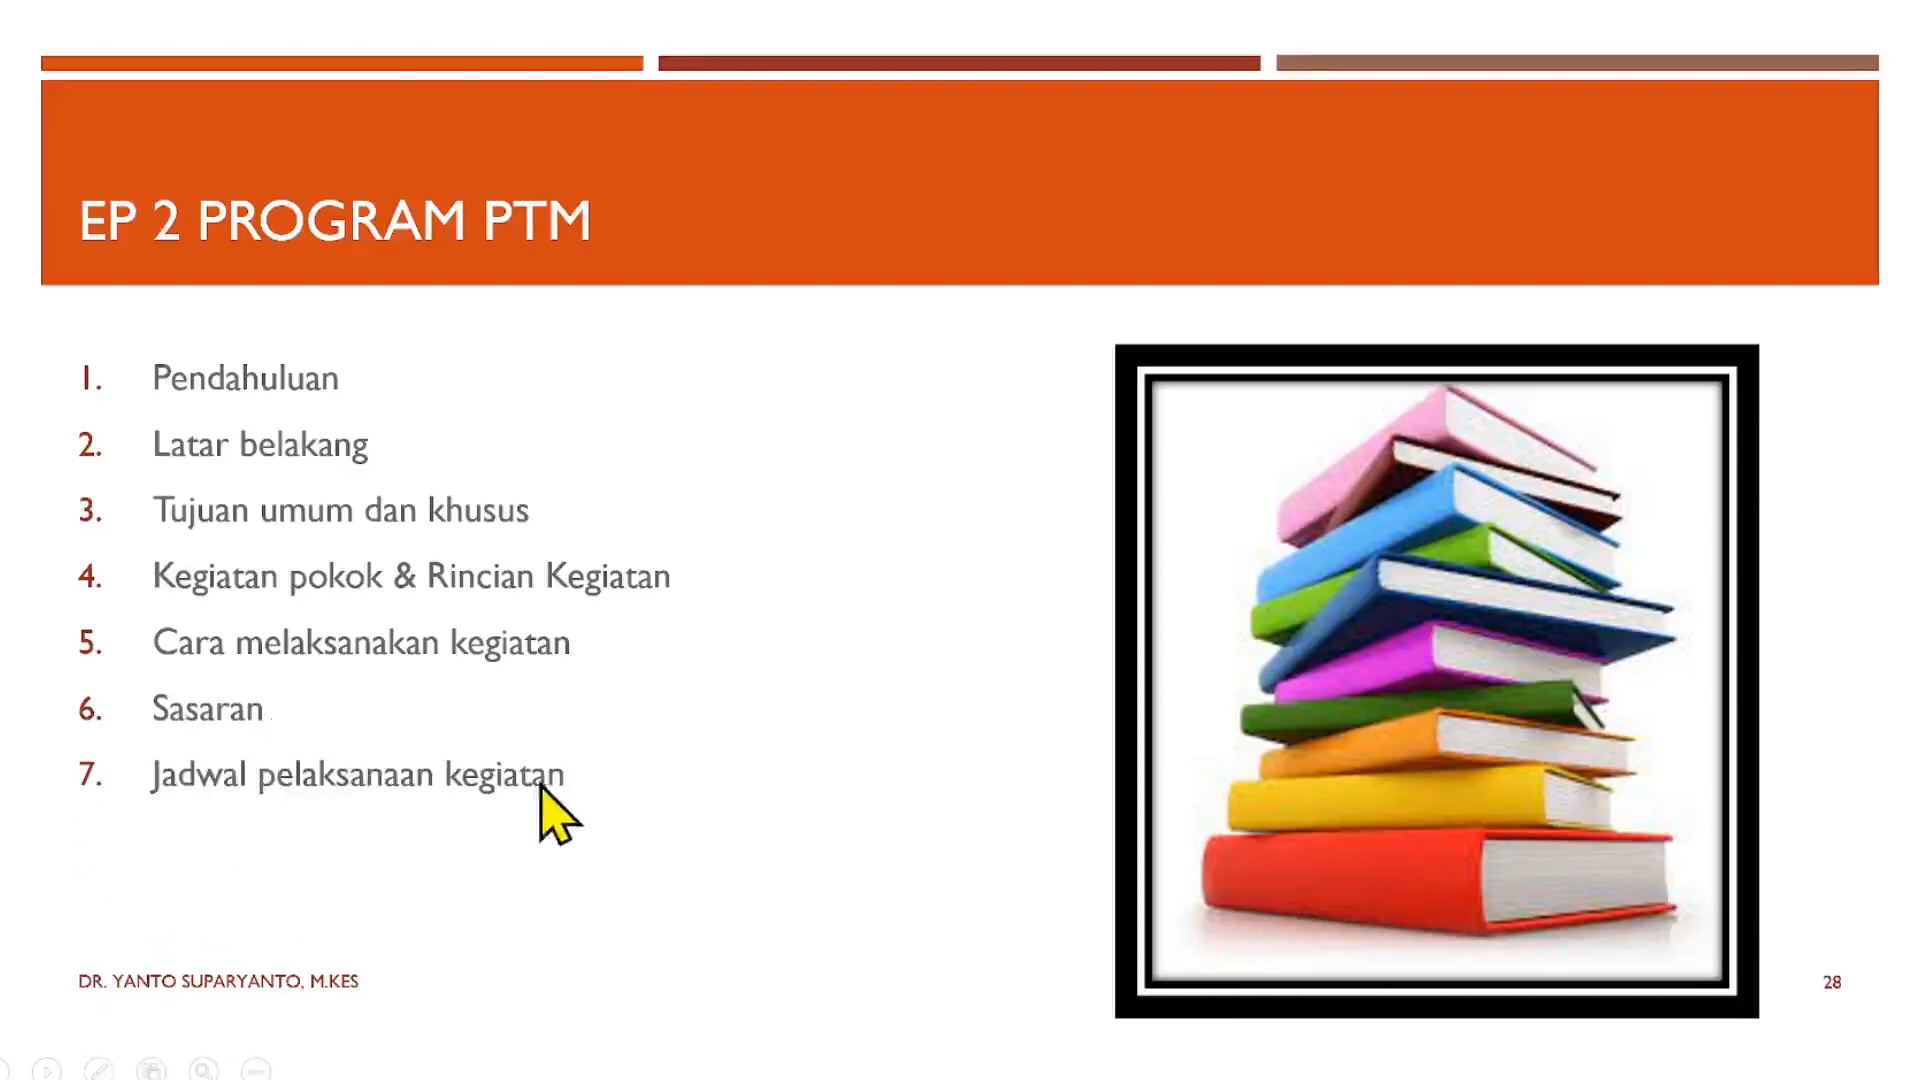 EP 2 PROGRAM PTM
1. Pendahuluan
2. Latar belakang
3. Tujuan umum dan khusus
4. Kegiatan pokok & Rincian Kegiatan
5. Cara melaksanakan kegiatan
6. Sasaran
7. Jadwal pelaksanaan kegiatan
DR. YANTO SUPARYANTO, M.KES
28